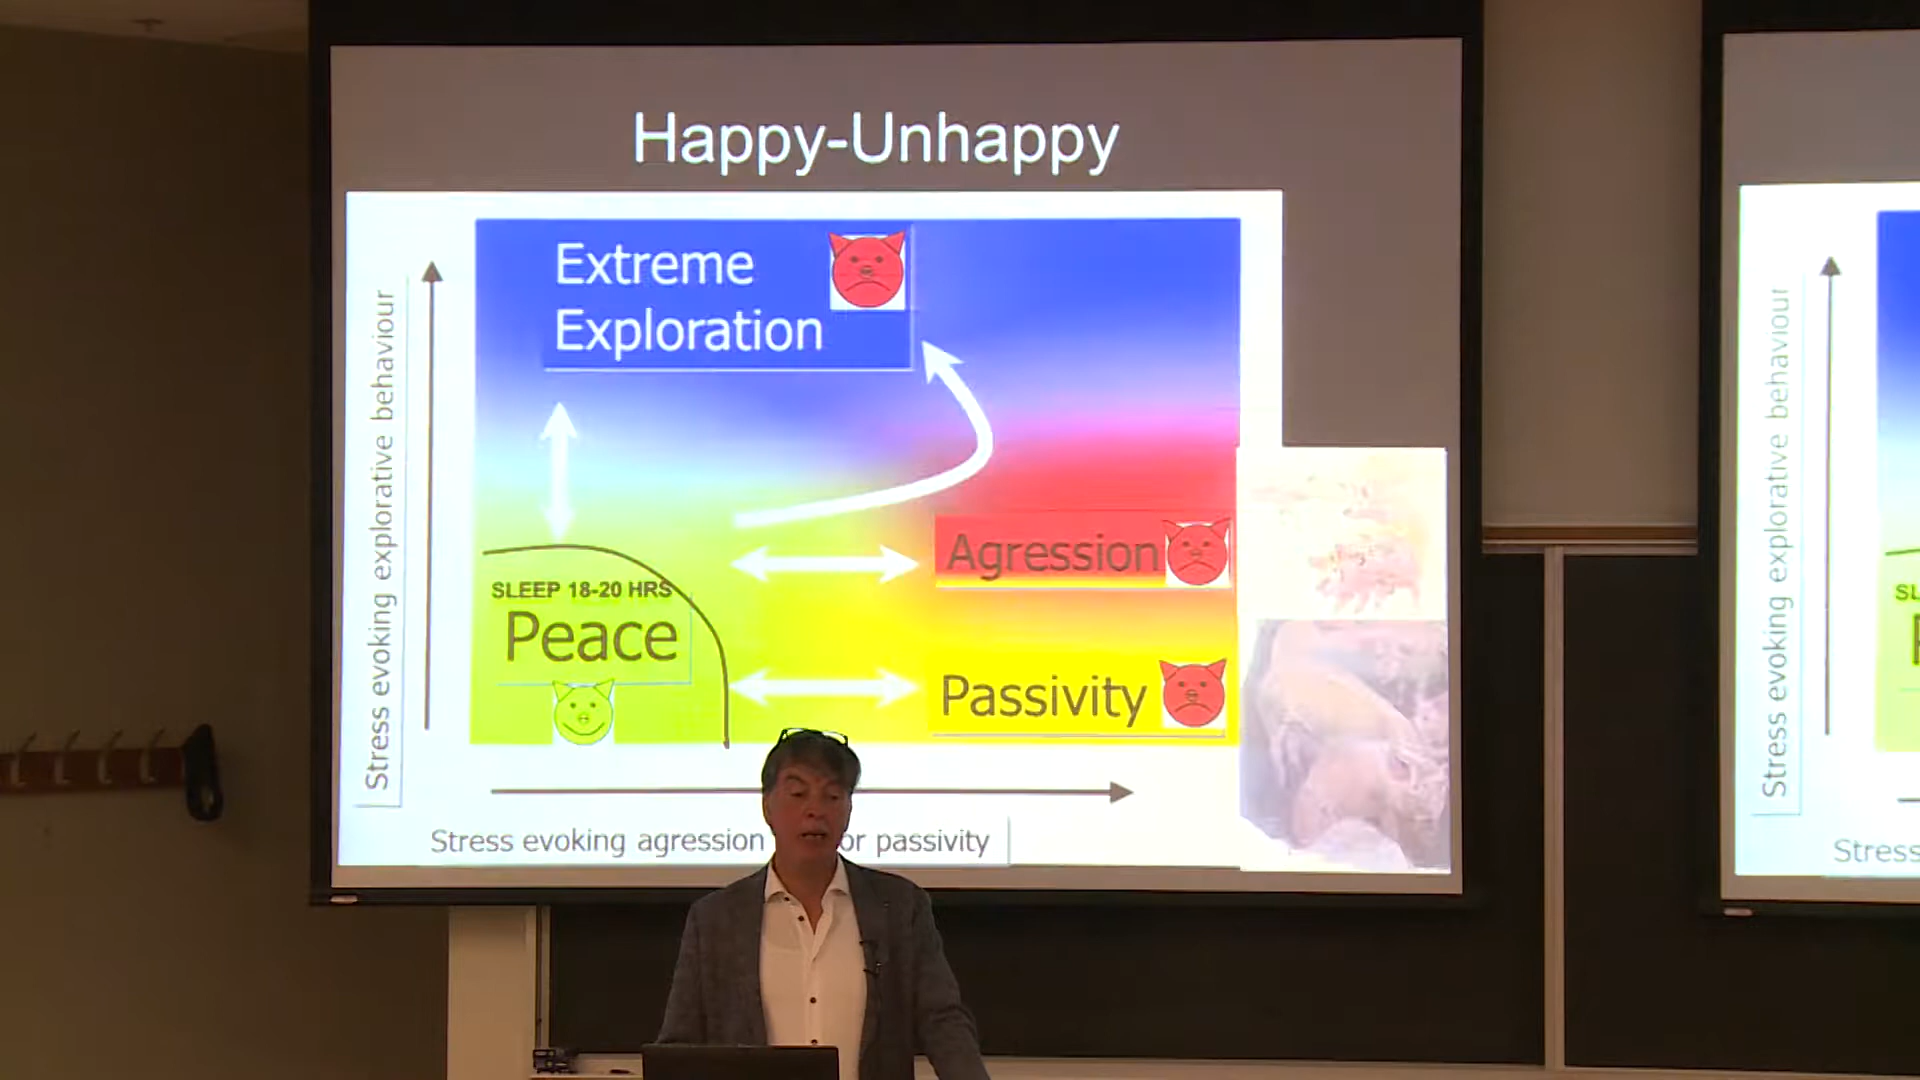 Happy-Unhappy
Extreme
Exploration
Stress evoking explorative behaviour
Agression
SLEEP 18-20 HRS
Peace
Passivity
Stress evoking agression
or passivity
Stress evoking explorative behaviour
SL
Stress